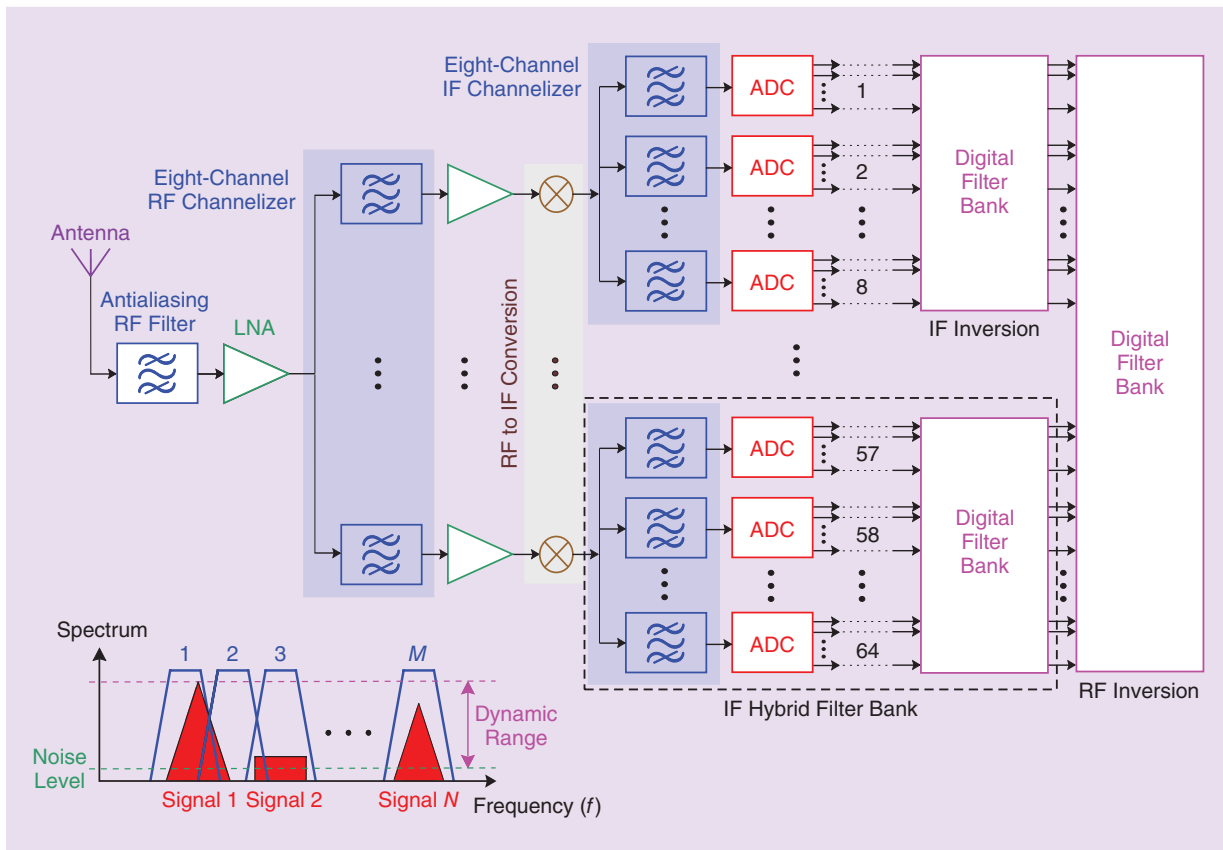 Eight-Channel
IF Channelizer
ADC
1
ADC
2
ADC
8
Digital
Filter
Bank
IF Inversion
Eight-Channel
RF Channelizer
Antenna
Antialiasing
RF Filter
LNA
RF to IF Conversion
Digital
Filter
Bank
ADC
57
ADC
58
ADC
64
Digital
Filter
Bank
IF Hybrid Filter Bank
RF Inversion
Spectrum
1 2 3 M
Dynamic
Range
Noise
Level
Signal 1 Signal 2 Signal N
Frequency (f)